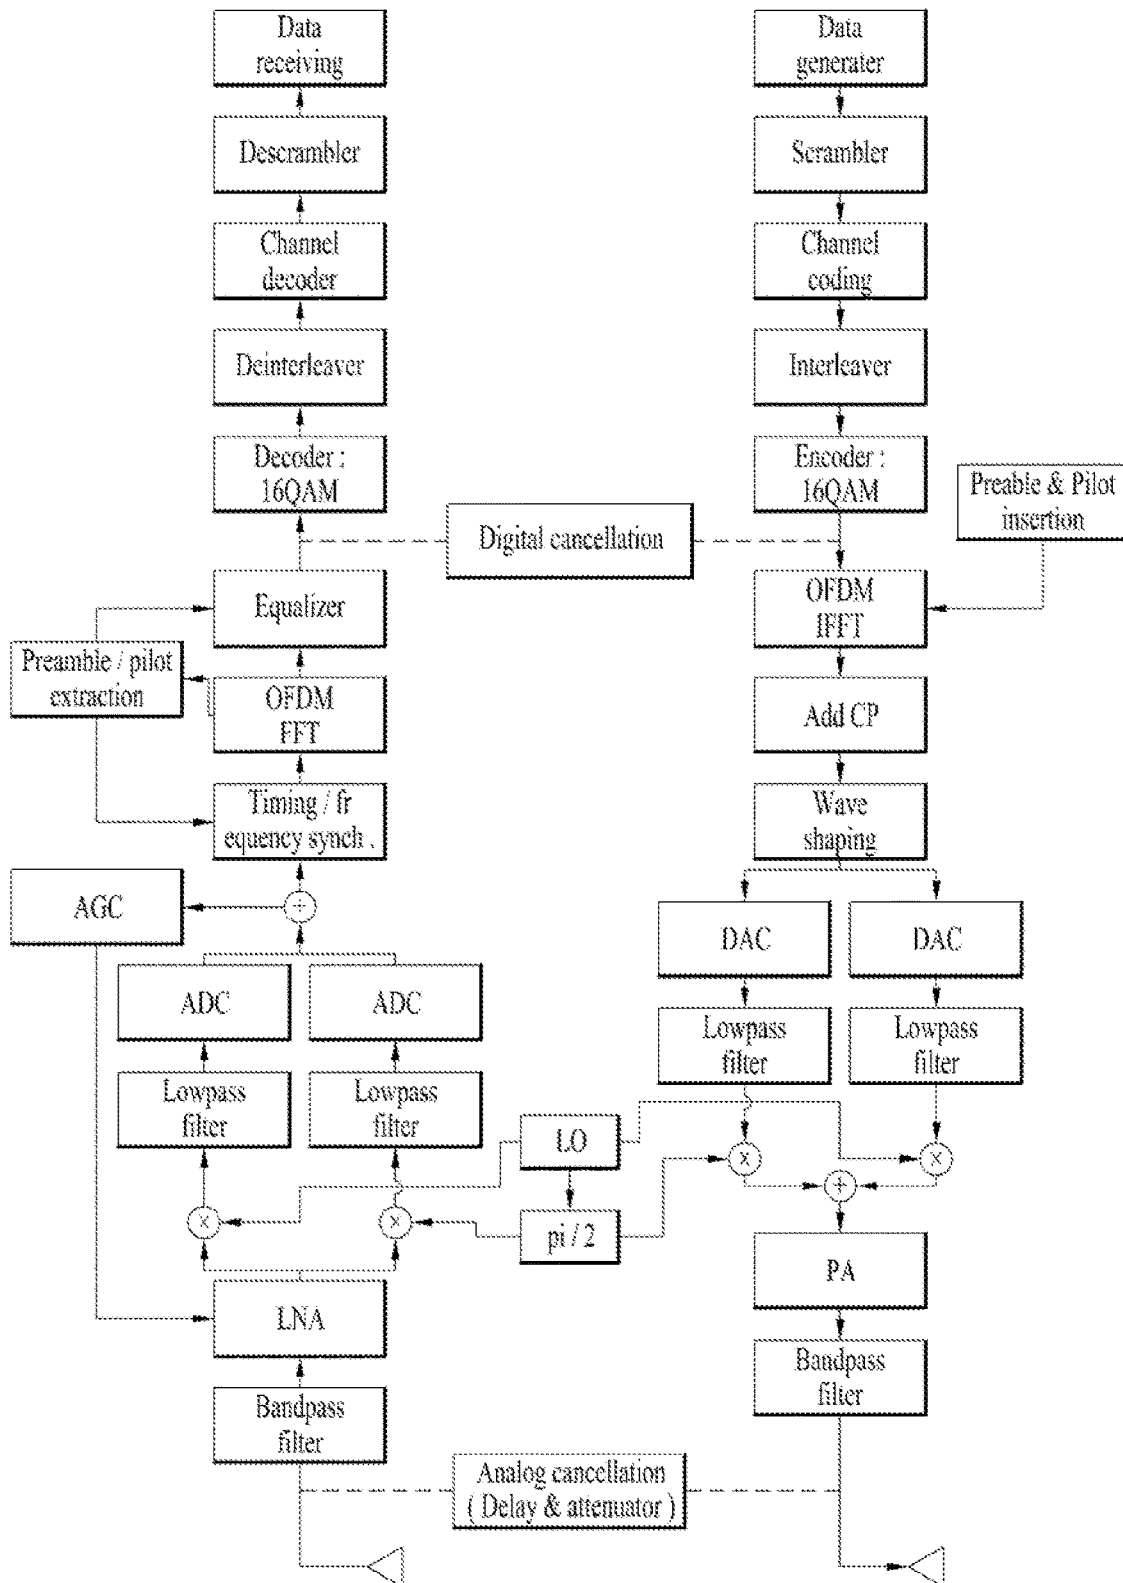 Data
receiving
Descrambler
Channel
decoder
Deinterleaver
Decoder :
16QAM
Equalizer
Preamble / pilot
extraction
OFDM
FFT
Timing / fr
equency synch .
AGC
+
ADC
ADC
Lowpass
filter
Lowpass
filter
x
x
LNA
Bandpass
filter
Digital cancellation
LO
pi / 2
Analog cancellation
( Delay & attenuator )
Data
generater
Scrambler
Channel
coding
Interleaver
Encoder :
16QAM
Preable & Pilot
insertion
OFDM
IFFT
Add CP
Wave
shaping
DAC
DAC
Lowpass
filter
Lowpass
filter
x
x
+
PA
Bandpass
filter